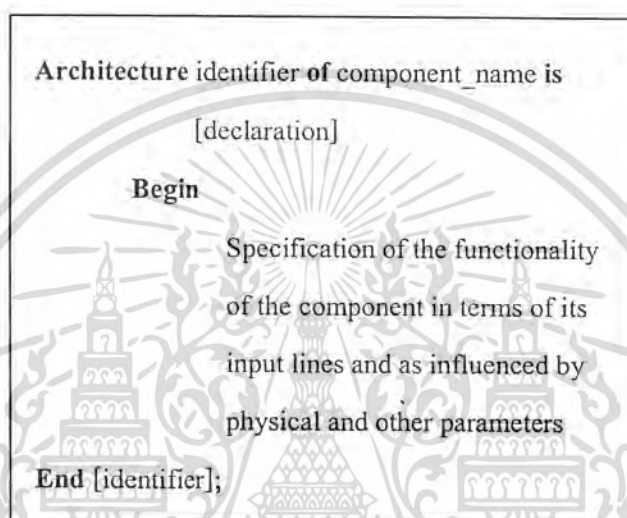 Architecture identifier of component_name is
[declaration]
Begin
Specification of the functionality
of the component in terms of its
input lines and as influenced by
physical and other parameters
End [identifier];